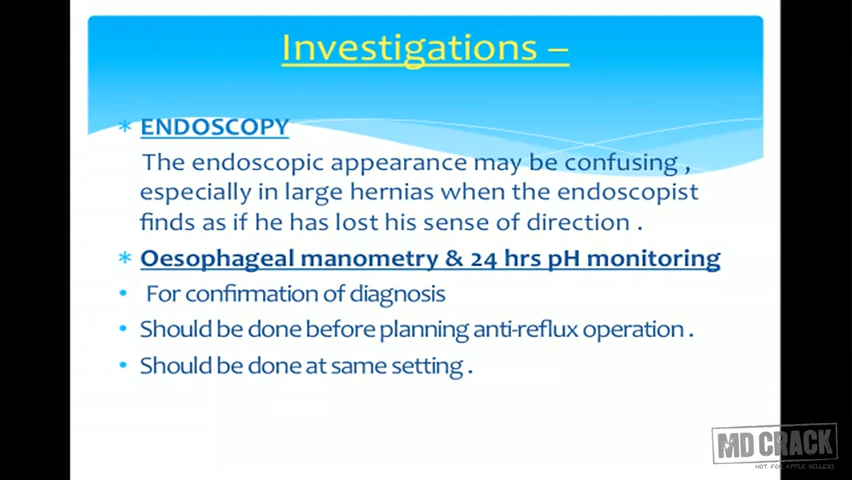 Investigations –
* ENDOSCOPY
The endoscopic appearance may be confusing ,
especially in large hernias when the endoscopist
finds as if he has lost his sense of direction .
* Oesophageal manometry & 24 hrs pH monitoring
• For confirmation of diagnosis
• Should be done before planning anti-reflux operation .
• Should be done at same setting .
MD CRACK
NOT FOR APPLE SELLERS